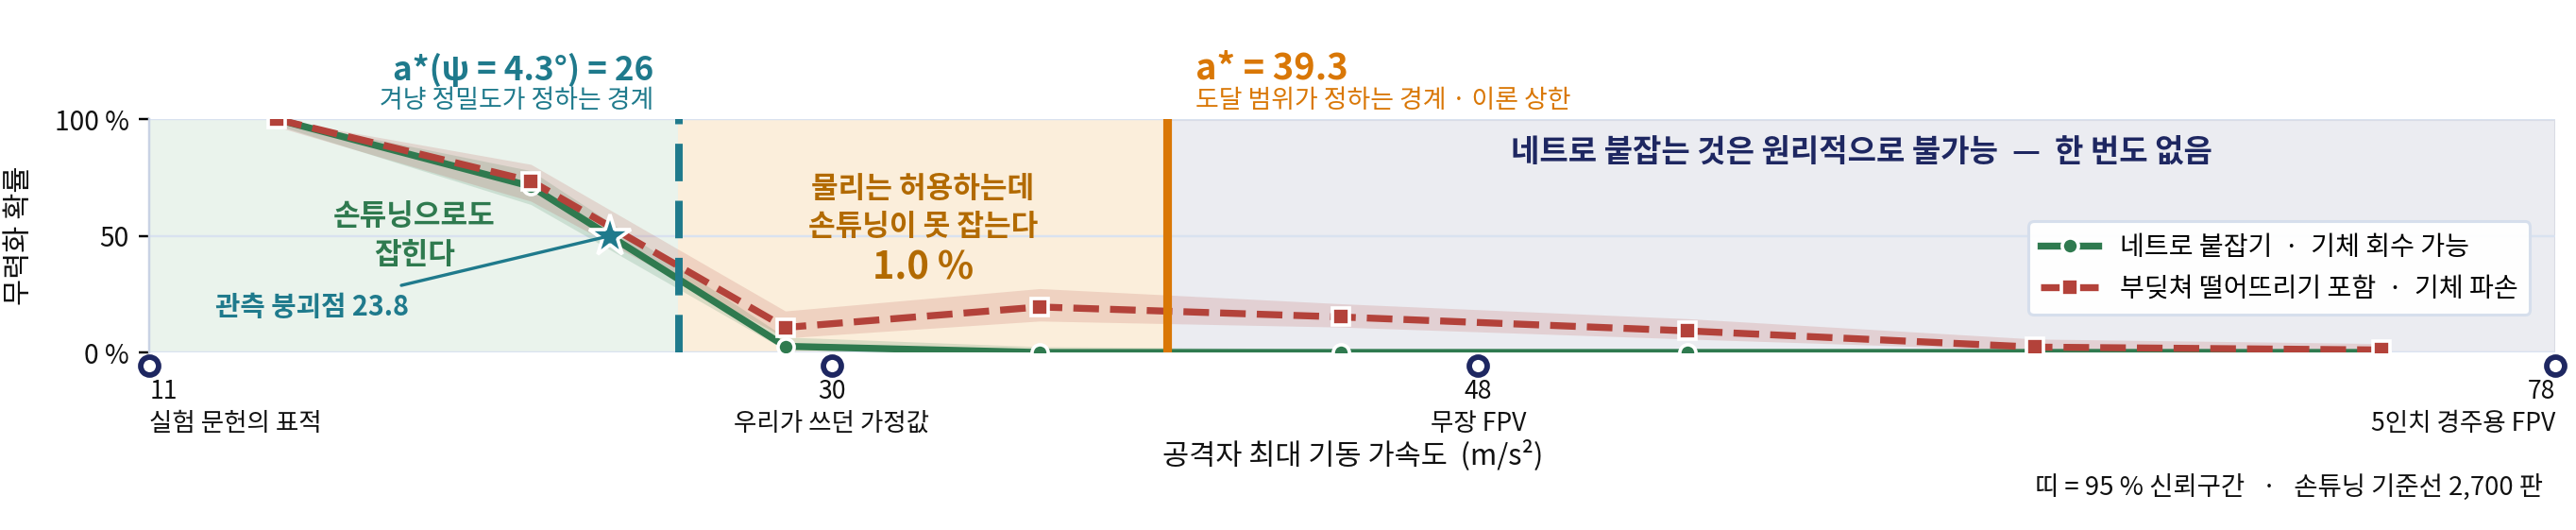 a*(ψ = 4.3°) = 26
겨냥 정밀도가 정하는 경계
a* = 39.3
도달 범위가 정하는 경계 · 이론 상한
무력화 확률
100 %
50
0 %
손튜닝으로도
잡힌다
관측 붕괴점 23.8
물리는 허용하는데
손튜닝이 못 잡는다
1.0 %
네트로 붙잡는 것은 원리적으로 불가능 — 한 번도 없음
네트로 붙잡기 · 기체 회수 가능
부딪쳐 떨어뜨리기 포함 · 기체 파손
11
실험 문헌의 표적
30
우리가 쓰던 가정값
48
무장 FPV
78
5인치 경주용 FPV
공격자 최대 기동 가속도 (m/s²)
띠 = 95 % 신뢰구간 · 손튜닝 기준선 2,700 판